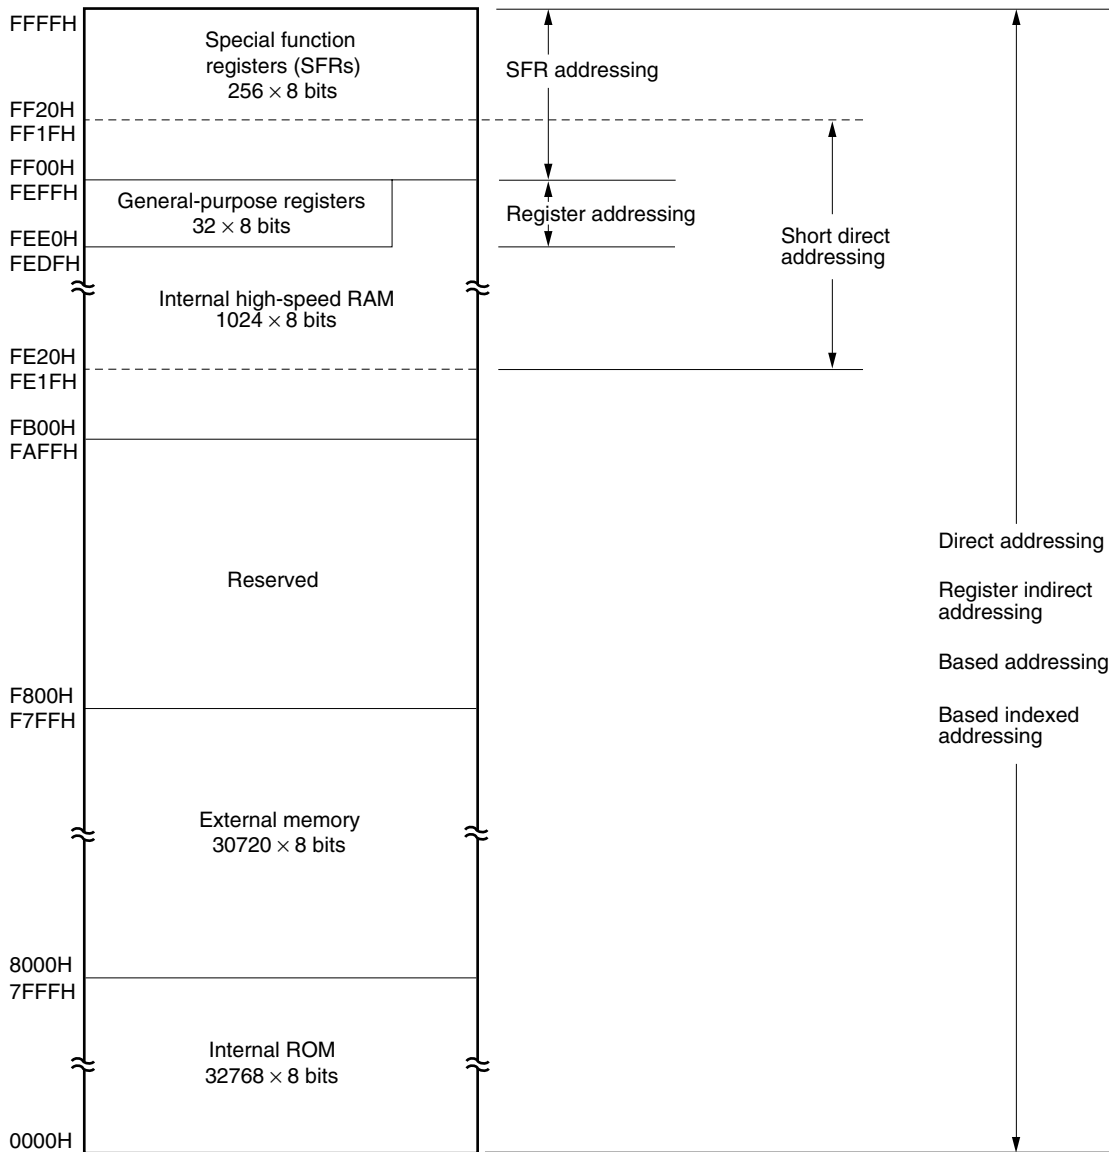 FFFFH
Special function
registers (SFRs)
256 × 8 bits
SFR addressing
FF20H
FF1FH
FF00H
FEFFH
General-purpose registers
32 × 8 bits
Register addressing
Short direct
addressing
FEE0H
FEDFH
Internal high-speed RAM
1024 × 8 bits
FE20H
FE1FH
FB00H
FAFFH
Reserved
Direct addressing
Register indirect
addressing
Based addressing
Based indexed
addressing
F800H
F7FFH
External memory
30720 × 8 bits
8000H
7FFFH
Internal ROM
32768 × 8 bits
0000H